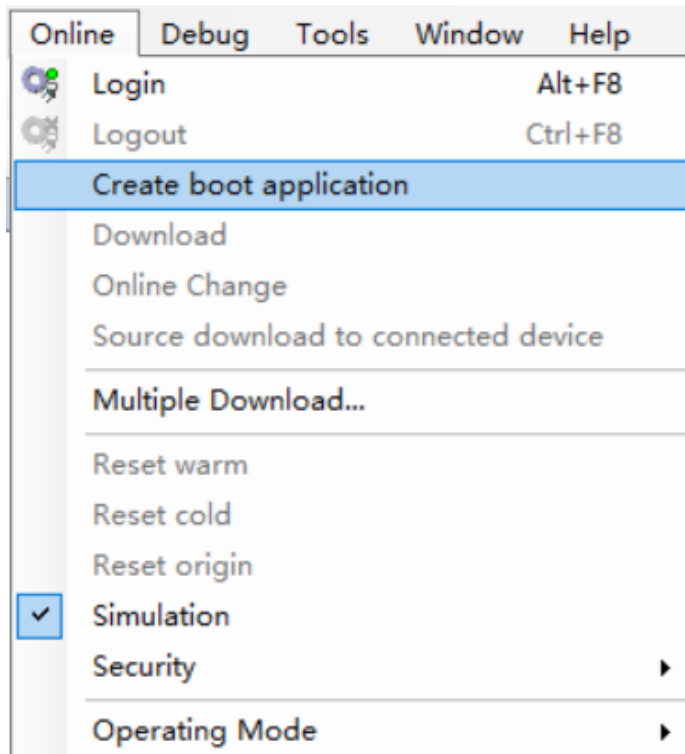 Online Debug Tools Window Help
Login Alt+F8
Logout Ctrl+F8
Create boot application
Download
Online Change
Source download to connected device
Multiple Download...
Reset warm
Reset cold
Reset origin
Simulation
Security
Operating Mode